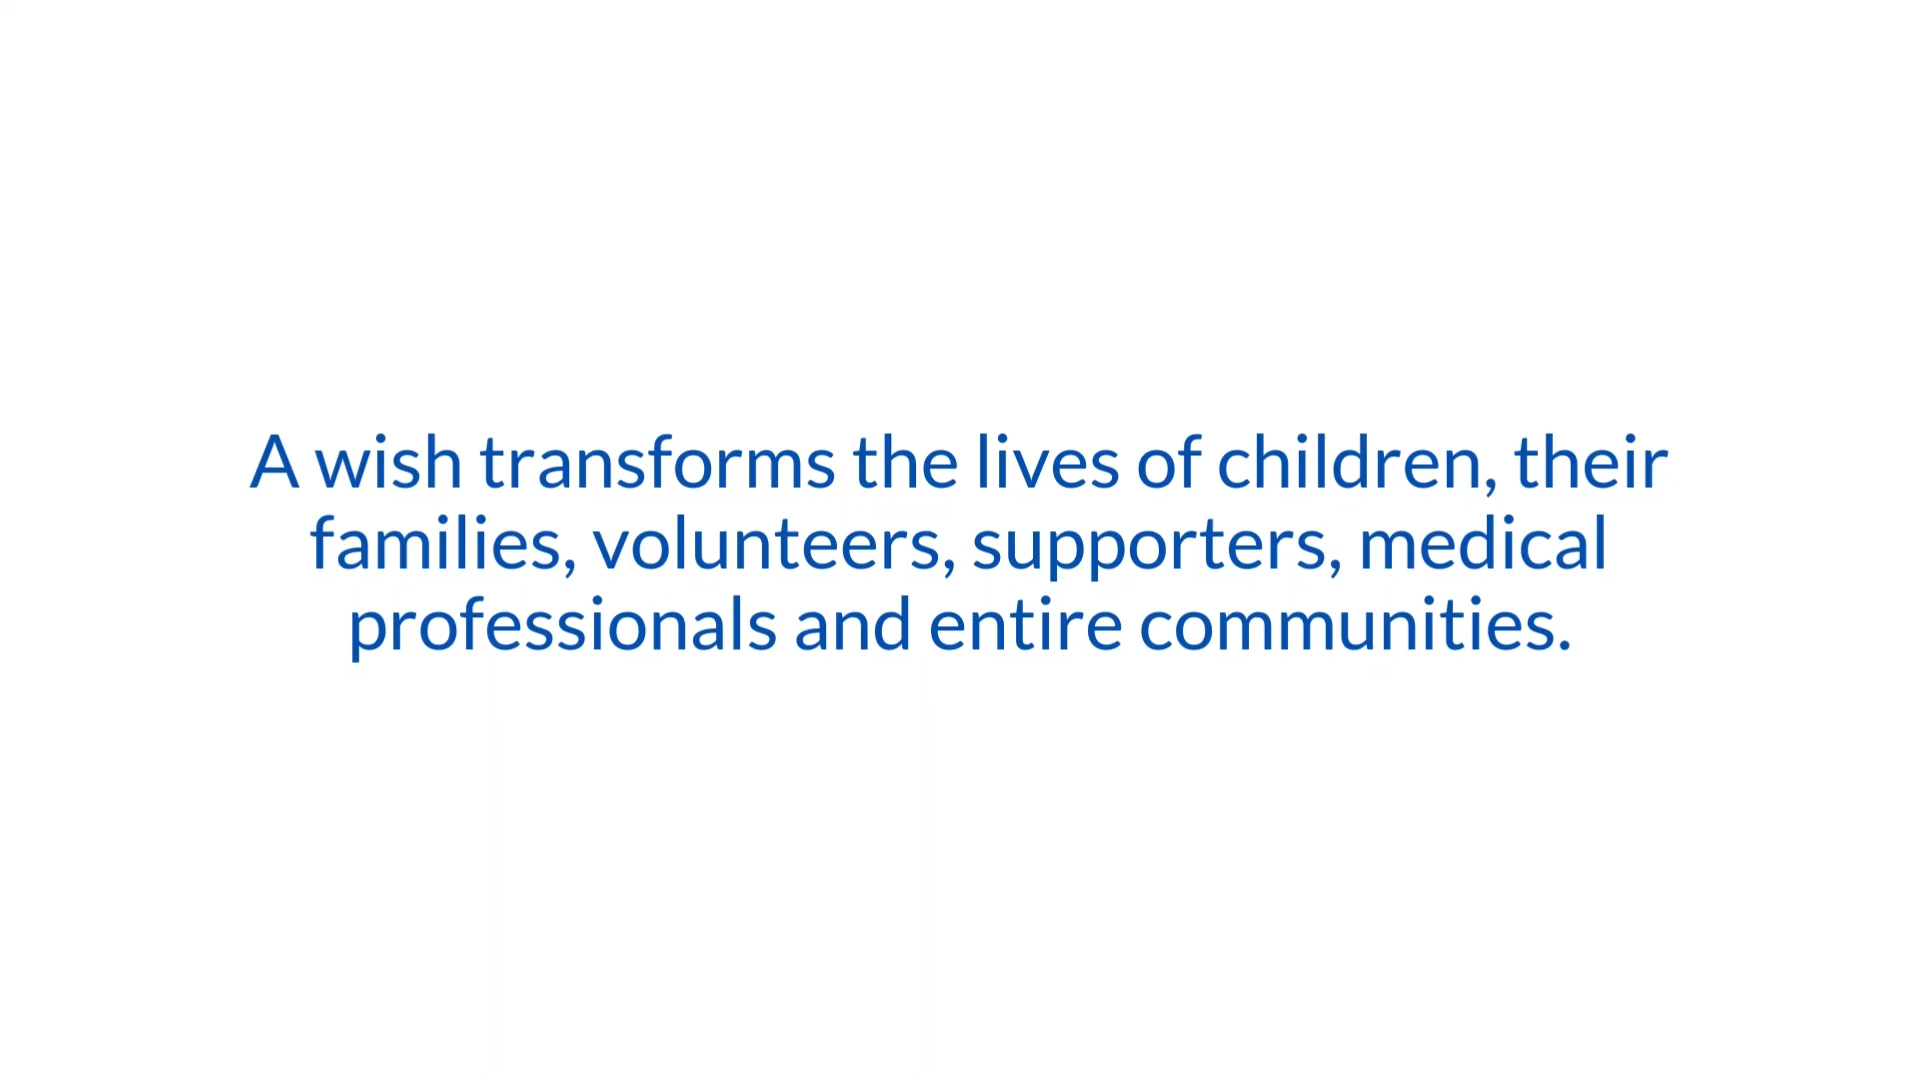 A wish transforms the lives of children, their
families, volunteers, supporters, medical
professionals and entire communities.